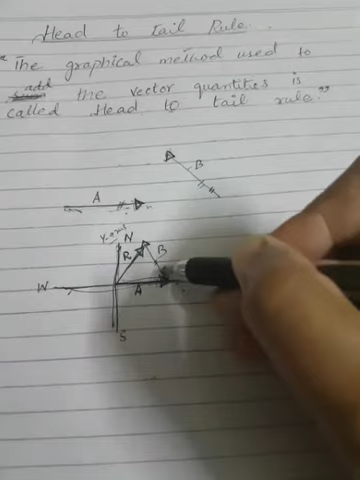 Head to tail Rule.
"The graphical method used to
add the vector quantities is
called Head to tail rule."
B
A
Y-axis
N
R B
W A
S